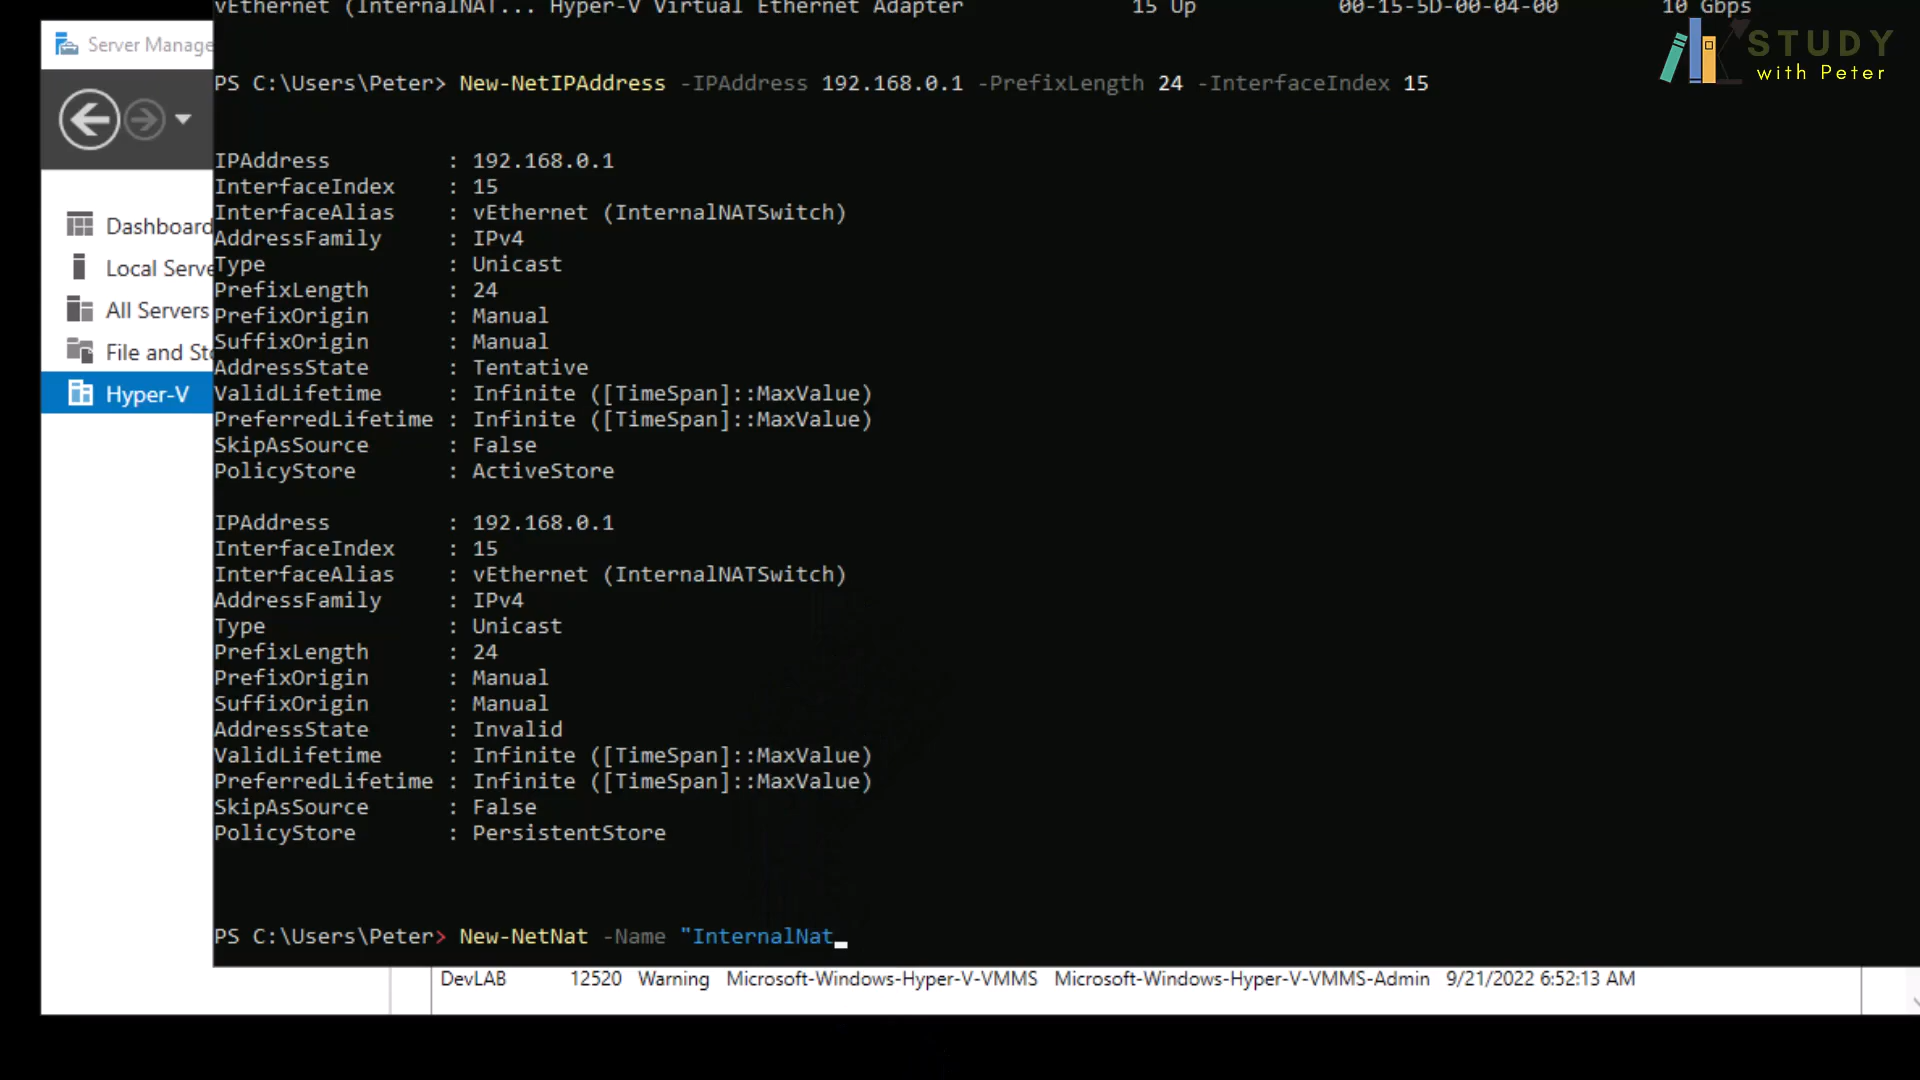 vEthernet (InternalNAT... Hyper-V Virtual Ethernet Adapter 15 Up 00-15-5D-00-04-00 10 Gbps
STUDY
with Peter
Server Manage
PS C:\Users\Peter> New-NetIPAddress -IPAddress 192.168.0.1 -PrefixLength 24 -InterfaceIndex 15
IPAddress : 192.168.0.1
InterfaceIndex : 15
InterfaceAlias : vEthernet (InternalNATSwitch)
AddressFamily : IPv4
Type : Unicast
PrefixLength : 24
PrefixOrigin : Manual
SuffixOrigin : Manual
AddressState : Tentative
ValidLifetime : Infinite ([TimeSpan]::MaxValue)
PreferredLifetime : Infinite ([TimeSpan]::MaxValue)
SkipAsSource : False
PolicyStore : ActiveStore
IPAddress : 192.168.0.1
InterfaceIndex : 15
InterfaceAlias : vEthernet (InternalNATSwitch)
AddressFamily : IPv4
Type : Unicast
PrefixLength : 24
PrefixOrigin : Manual
SuffixOrigin : Manual
AddressState : Invalid
ValidLifetime : Infinite ([TimeSpan]::MaxValue)
PreferredLifetime : Infinite ([TimeSpan]::MaxValue)
SkipAsSource : False
PolicyStore : PersistentStore
PS C:\Users\Peter> New-NetNat -Name "InternalNat
Dashboard
Local Serve
All Servers
File and Sto
Hyper-V
DevLAB 12520 Warning Microsoft-Windows-Hyper-V-VMMS Microsoft-Windows-Hyper-V-VMMS-Admin 9/21/2022 6:52:13 AM